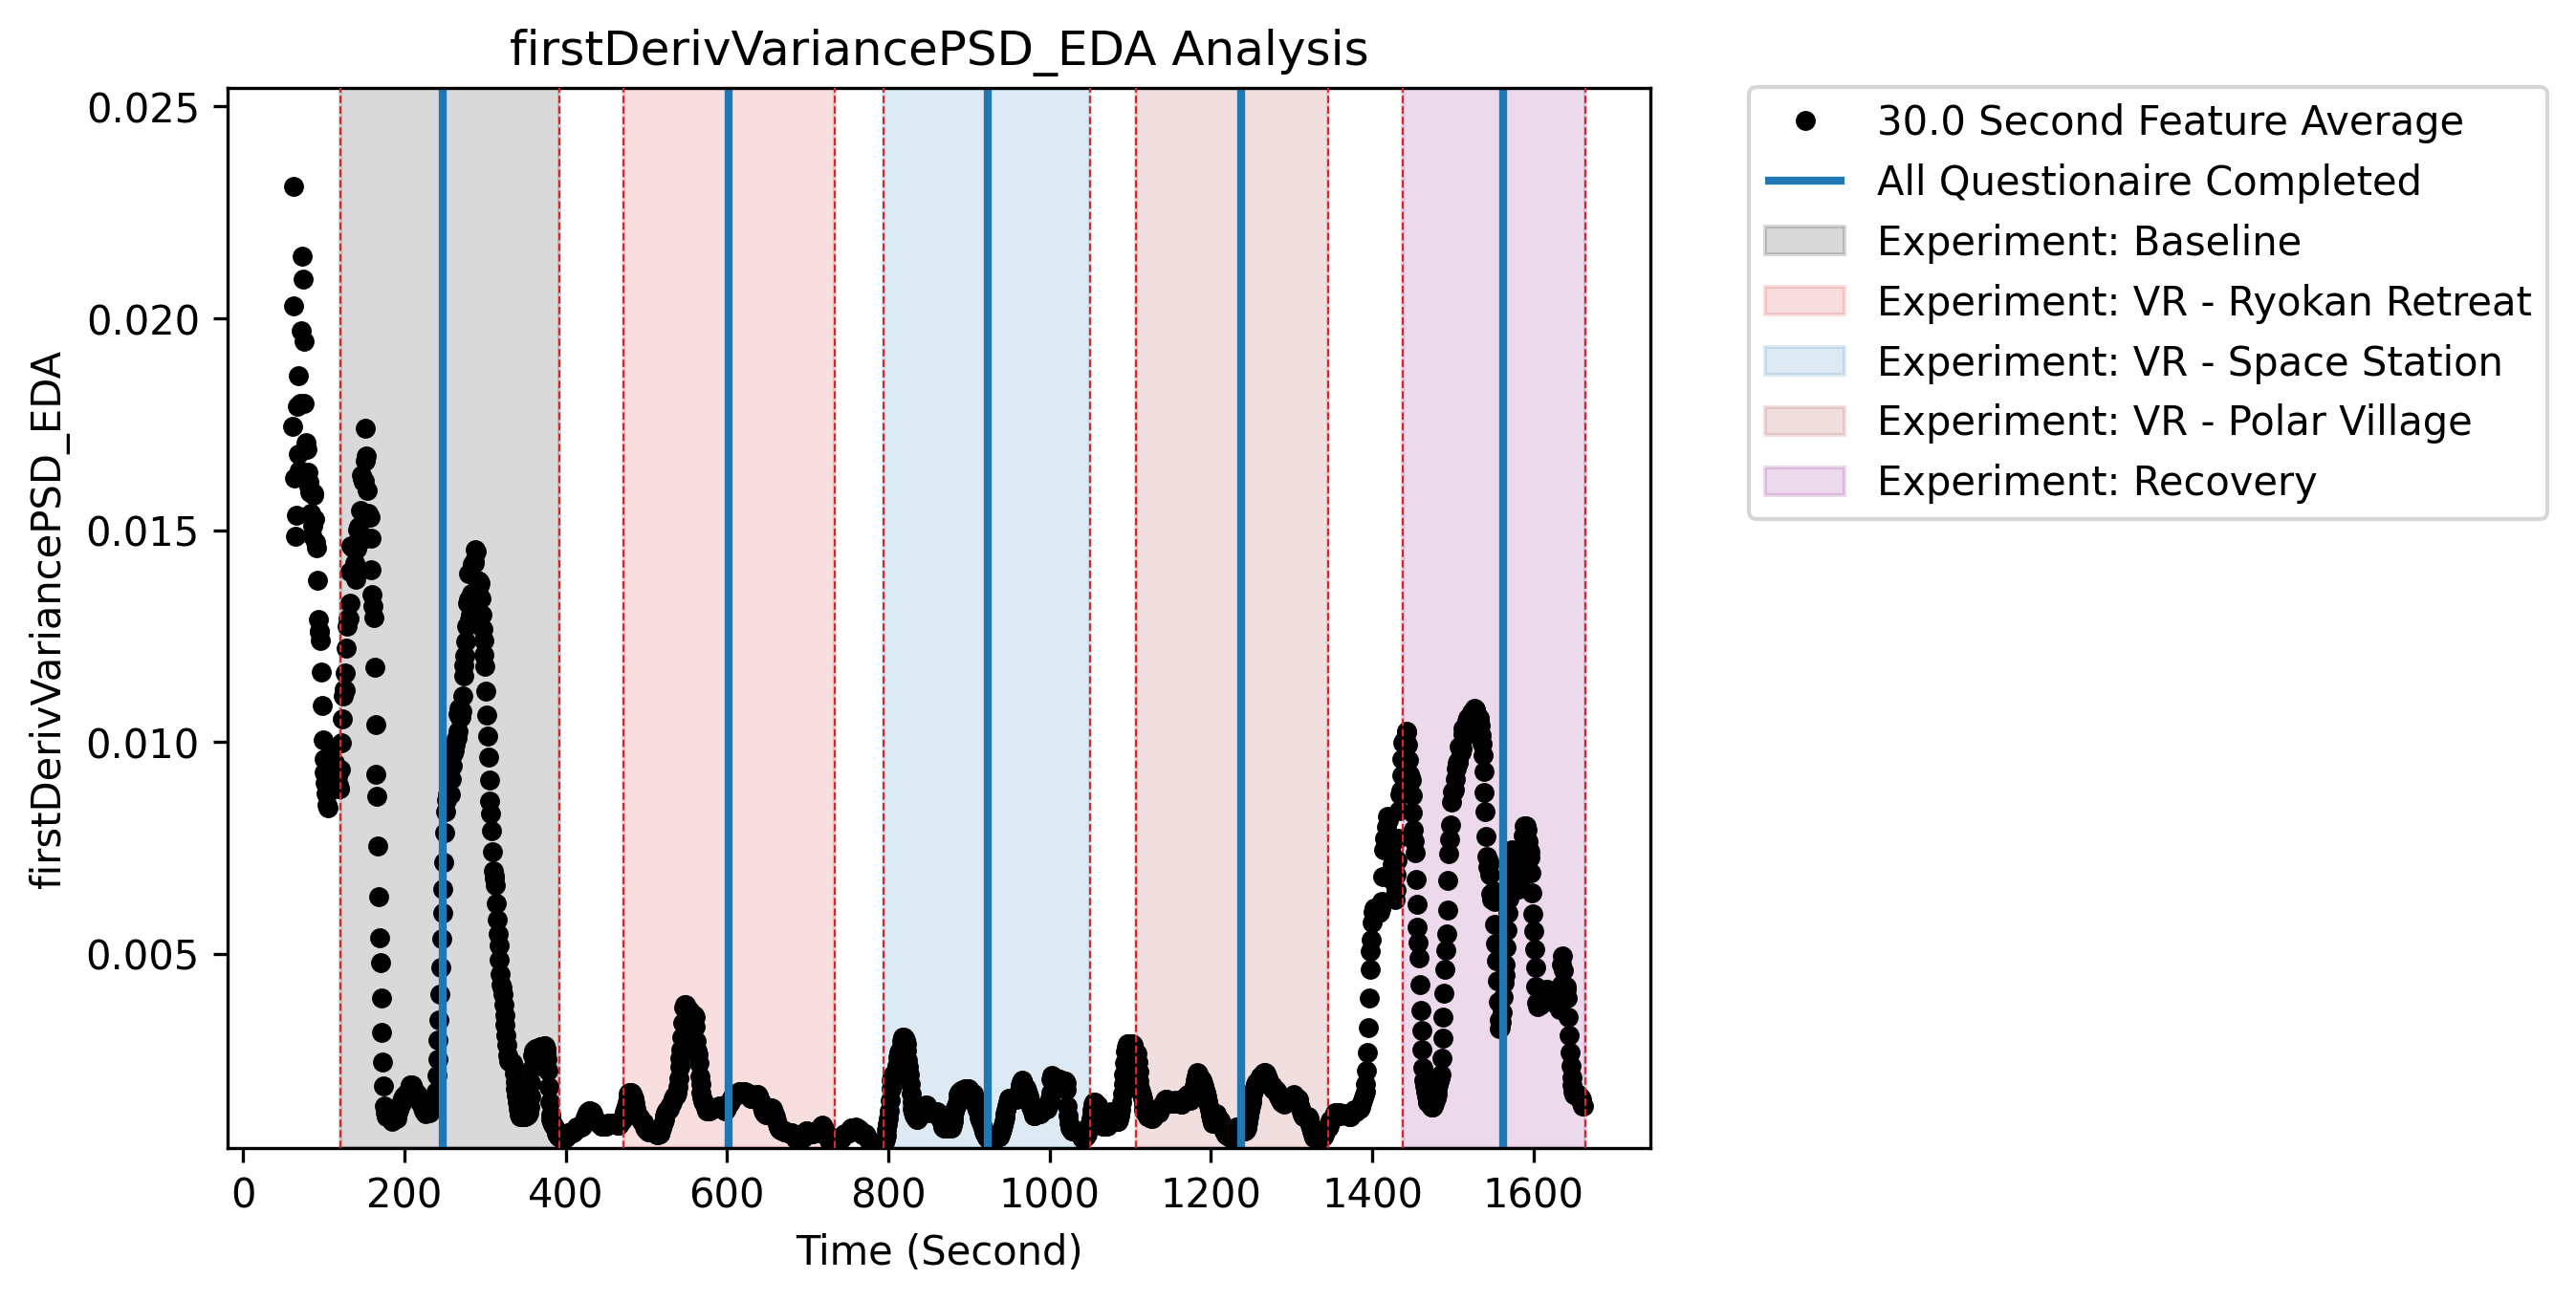 firstDerivVariancePSD_EDA Analysis
firstDerivVariancePSD_EDA
0.025
0.020
0.015
0.010
0.005
0 200 400 600 800 1000 1200 1400 1600
Time (Second)
30.0 Second Feature Average
All Questionaire Completed
Experiment: Baseline
Experiment: VR - Ryokan Retreat
Experiment: VR - Space Station
Experiment: VR - Polar Village
Experiment: Recovery